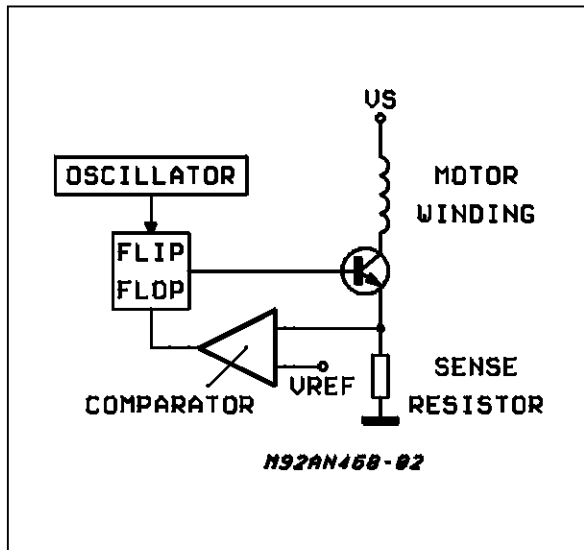 VS
OSCILLATOR
MOTOR
WINDING
FLIP
FLOP
VREF
COMPARATOR
SENSE
RESISTOR
M92AN468-02